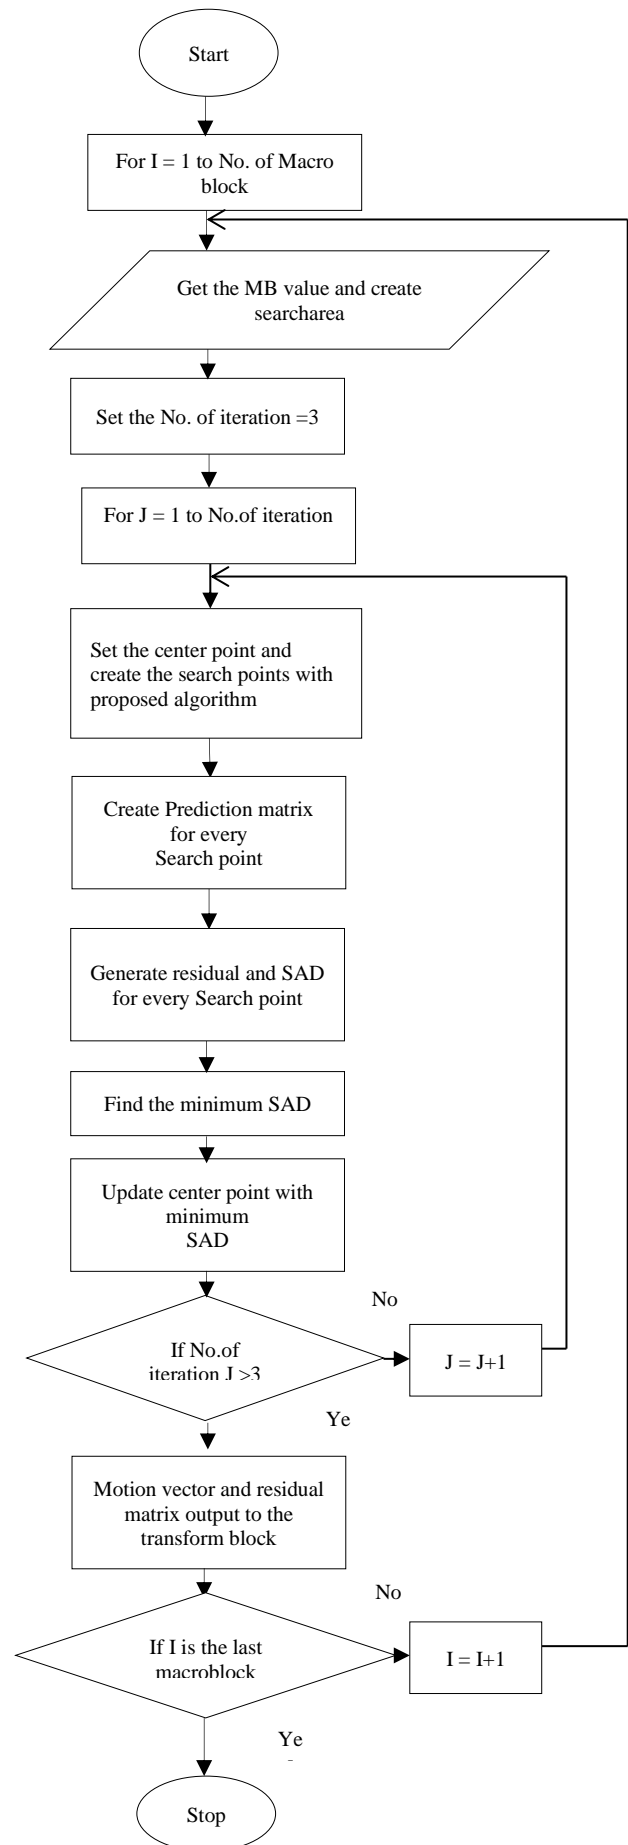 Start
For I = 1 to No. of Macro
block
Get the MB value and create
searcharea
Set the No. of iteration =3
For J = 1 to No.of iteration
Set the center point and
create the search points with
proposed algorithm
Create Prediction matrix
for every
Search point
Generate residual and SAD
for every Search point
Find the minimum SAD
Update center point with
minimum
SAD
No
If No.of
iteration J >3
J = J+1
Ye
Motion vector and residual
matrix output to the
transform block
No
If I is the last
macroblock
I = I+1
Ye
Stop